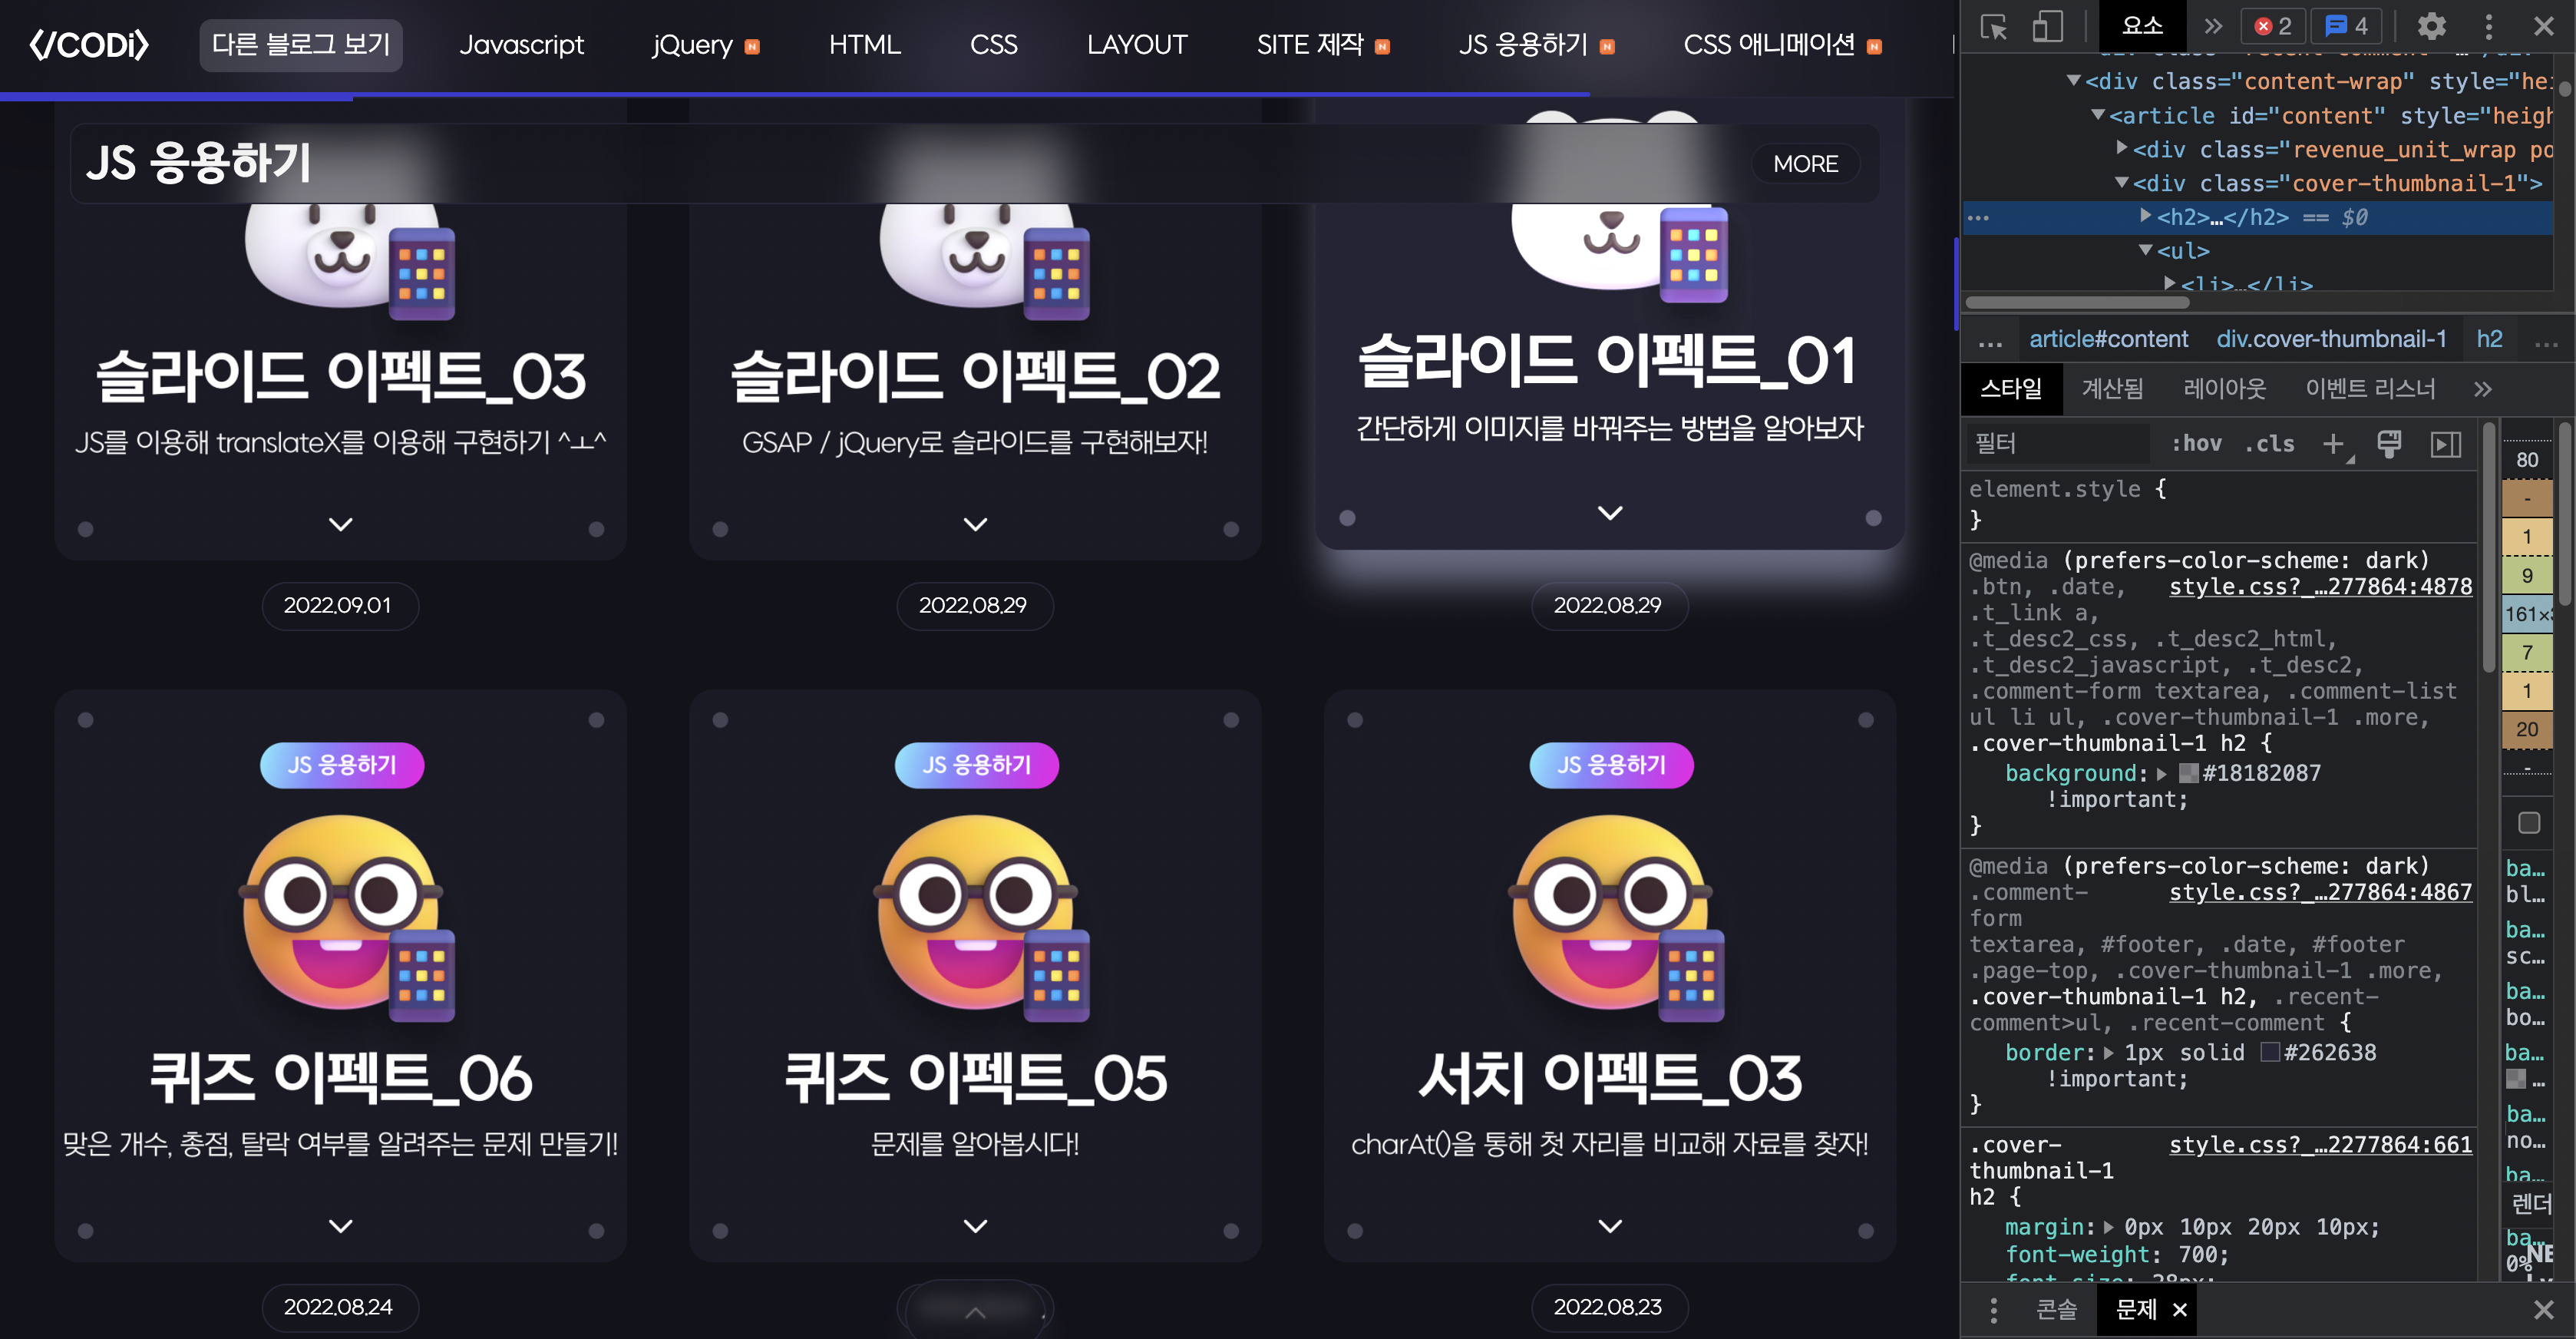 </CODi>
다른 블로그 보기
Javascript
jQuery N
HTML
CSS
LAYOUT
SITE 제작 N
JS 응용하기 N
CSS 애니메이션 N
JS 응용하기
MORE
슬라이드 이펙트_03
JS를 이용해 translateX를 이용해 구현하기 ^ㅗ^
2022.09.01
슬라이드 이펙트_02
GSAP / jQuery로 슬라이드를 구현해보자!
2022.08.29
슬라이드 이펙트_01
간단하게 이미지를 바꿔주는 방법을 알아보자
2022.08.29
JS 응용하기
퀴즈 이펙트_06
맞은 개수, 총점, 탈락 여부를 알려주는 문제 만들기!
2022.08.24
JS 응용하기
퀴즈 이펙트_05
문제를 알아봅시다!
JS 응용하기
서치 이펙트_03
charAt()을 통해 첫 자리를 비교해 자료를 찾자!
2022.08.23
요소
2
4
<div class="content-wrap" style="hei
<article id="content" style="heigh
<div class="revenue_unit_wrap po
<div class="cover-thumbnail-1">
<h2>…</h2> == $0
<ul>
<li>…</li>
… article#content div.cover-thumbnail-1 h2 …
스타일 계산됨 레이아웃 이벤트 리스너
필터 :hov .cls
element.style {
}
@media (prefers-color-scheme: dark)
.btn, .date, style.css?_…277864:4878
.t_link a,
.t_desc2_css, .t_desc2_html,
.t_desc2_javascript, .t_desc2,
.comment-form textarea, .comment-list
ul li ul, .cover-thumbnail-1 .more,
.cover-thumbnail-1 h2 {
background: #18182087
!important;
}
@media (prefers-color-scheme: dark)
.comment- style.css?_…277864:4867
form
textarea, #footer, .date, #footer
.page-top, .cover-thumbnail-1 .more,
.cover-thumbnail-1 h2, .recent-
comment>ul, .recent-comment {
border: 1px solid #262638
!important;
}
.cover- style.css?_…2277864:661
thumbnail-1
h2 {
margin: 0px 10px 20px 10px;
font-weight: 700;
font-size: 28px;
80
-
1
9
161×
7
1
20
-
ba…
bl…
ba…
sc…
ba…
bo…
ba…
…
ba…
no…
ba…
렌더
ba…
0%
콘솔
문제